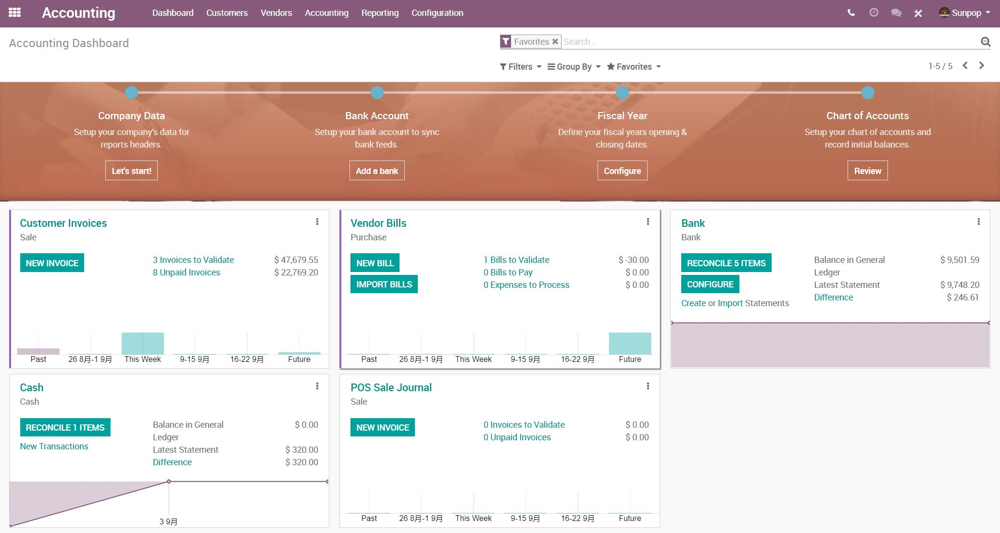 Accounting
Dashboard Customers Vendors Accounting Reporting Configuration
Sunpop
Accounting Dashboard
Favorites Search...
Filters Group By Favorites
1-5 / 5
Company Data
Setup your company's data for
reports headers.
Let's start!
Bank Account
Setup your bank account to sync
bank feeds.
Add a bank
Fiscal Year
Define your fiscal years opening &
closing dates.
Configure
Chart of Accounts
Setup your chart of accounts and
record initial balances.
Review
Customer Invoices
Sale
NEW INVOICE
3 Invoices to Validate $ 47,679.55
8 Unpaid Invoices $ 22,769.20
Past 26 8月-1 9月 This Week 9-15 9月 16-22 9月 Future
Vendor Bills
Purchase
NEW BILL
IMPORT BILLS
1 Bills to Validate $ -30.00
0 Bills to Pay $ 0.00
0 Expenses to Process $ 0.00
Past 26 8月-1 9月 This Week 9-15 9月 16-22 9月 Future
Bank
Bank
RECONCILE 5 ITEMS
CONFIGURE
Create or Import Statements
Balance in General $ 9,501.59
Ledger
Latest Statement $ 9,748.20
Difference $ 246.61
Cash
Cash
RECONCILE 1 ITEMS
New Transactions
Balance in General $ 0.00
Ledger
Latest Statement $ 320.00
Difference $ 320.00
3 9月
POS Sale Journal
Sale
NEW INVOICE
0 Invoices to Validate $ 0.00
0 Unpaid Invoices $ 0.00
Past 26 8月-1 9月 This Week 9-15 9月 16-22 9月 Future